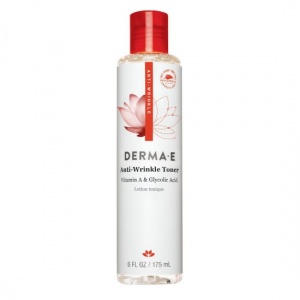 ANTI-WRINKLE
DERMA·E
Anti-Wrinkle Toner
Vitamin A & Glycolic Acid
Lotion tonique
6 FL OZ / 175 mL